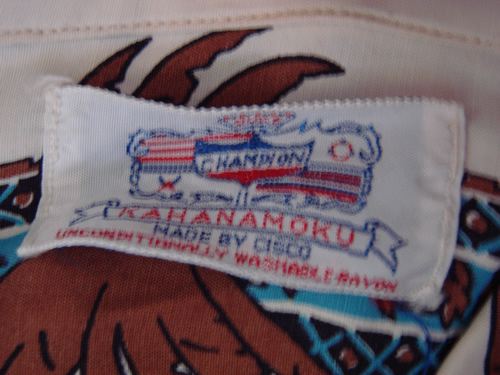 CHAMPION
KAHANAMOKU
MADE BY CISCO
UNCONDITIONALLY WASHABLE RAYON